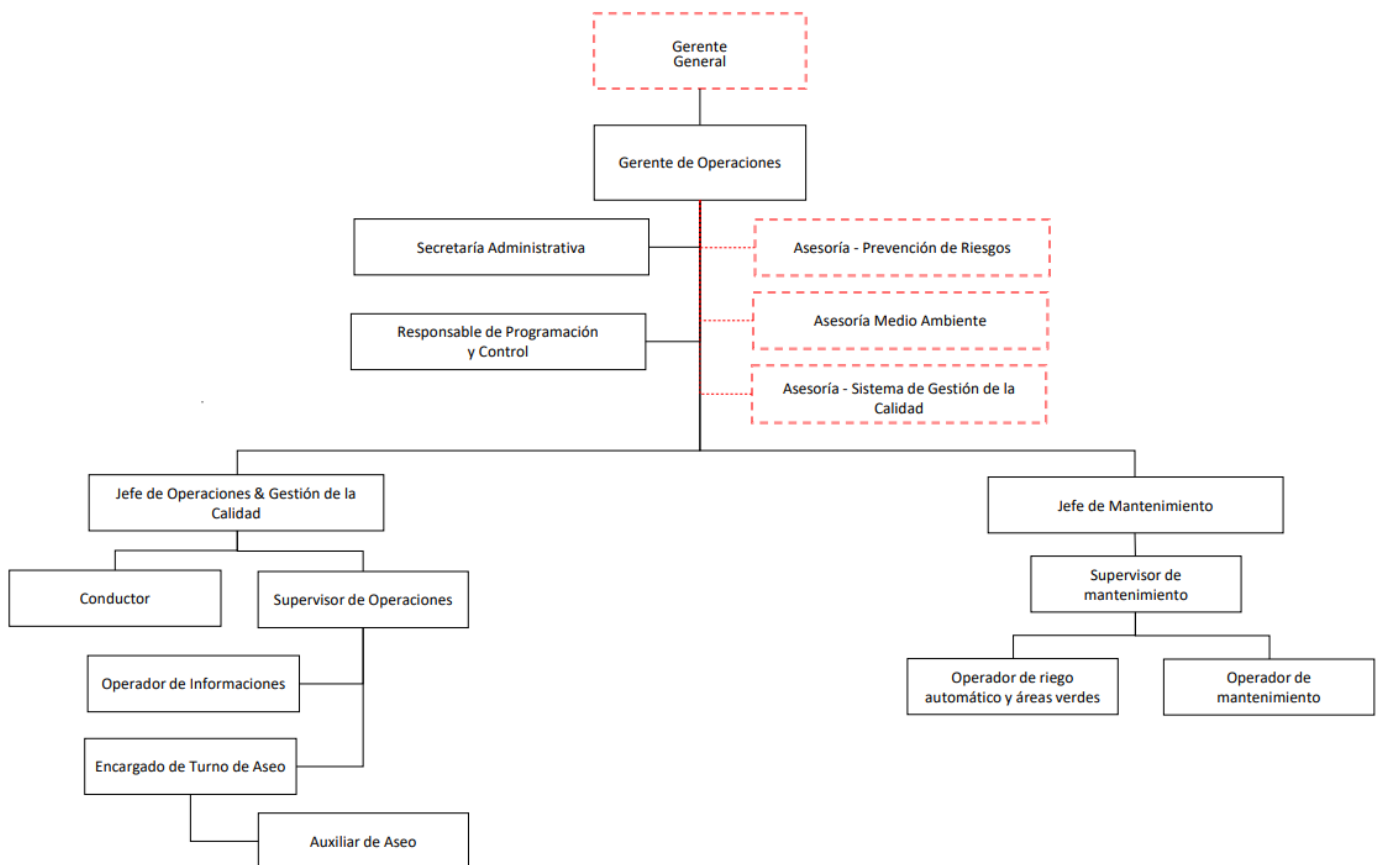 Gerente
General
Gerente de Operaciones
Secretaría Administrativa
Asesoría - Prevención de Riesgos
Responsable de Programación
y Control
Asesoría Medio Ambiente
Asesoría - Sistema de Gestión de la
Calidad
Jefe de Operaciones & Gestión de la
Calidad
Jefe de Mantenimiento
Conductor
Supervisor de Operaciones
Supervisor de
mantenimiento
Operador de Informaciones
Operador de riego
automático y áreas verdes
Operador de
mantenimiento
Encargado de Turno de Aseo
Auxiliar de Aseo